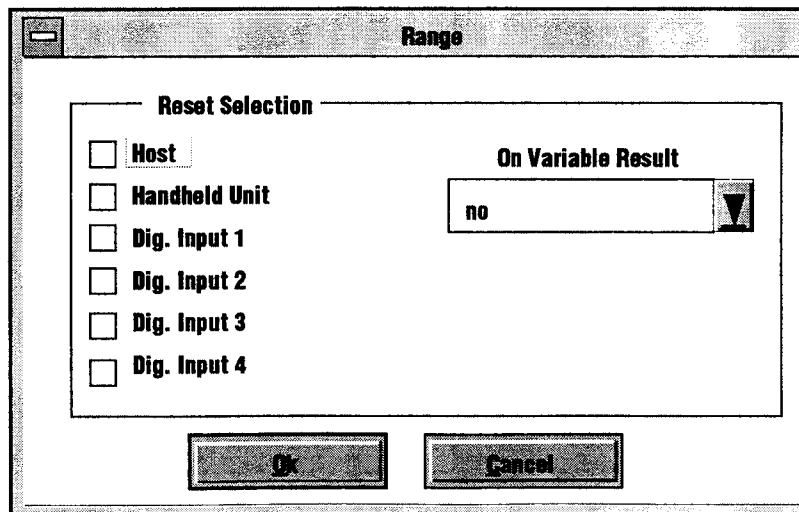 Range
Reset Selection
Host
Handheld Unit
Dig. Input 1
Dig. Input 2
Dig. Input 3
Dig. Input 4
On Variable Result
no
Ok
Cancel